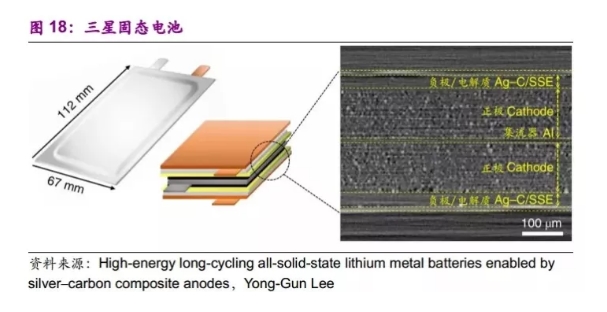 图 18：三星固态电池
112 mm
67 mm
负极/电解质 Ag–C/SSE
正极 Cathode
集流器 Al
正极 Cathode
负极/电解质 Ag–C/SSE
100 μm
资料来源：High-energy long-cycling all-solid-state lithium metal batteries enabled by
silver–carbon composite anodes，Yong-Gun Lee